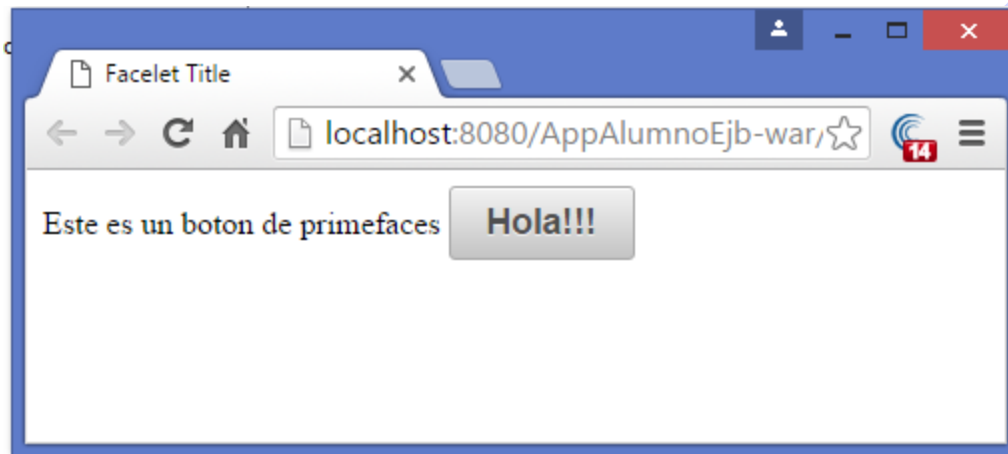 Facelet Title
localhost:8080/AppAlumnoEjb-war/
14
Este es un boton de primefaces Hola!!!